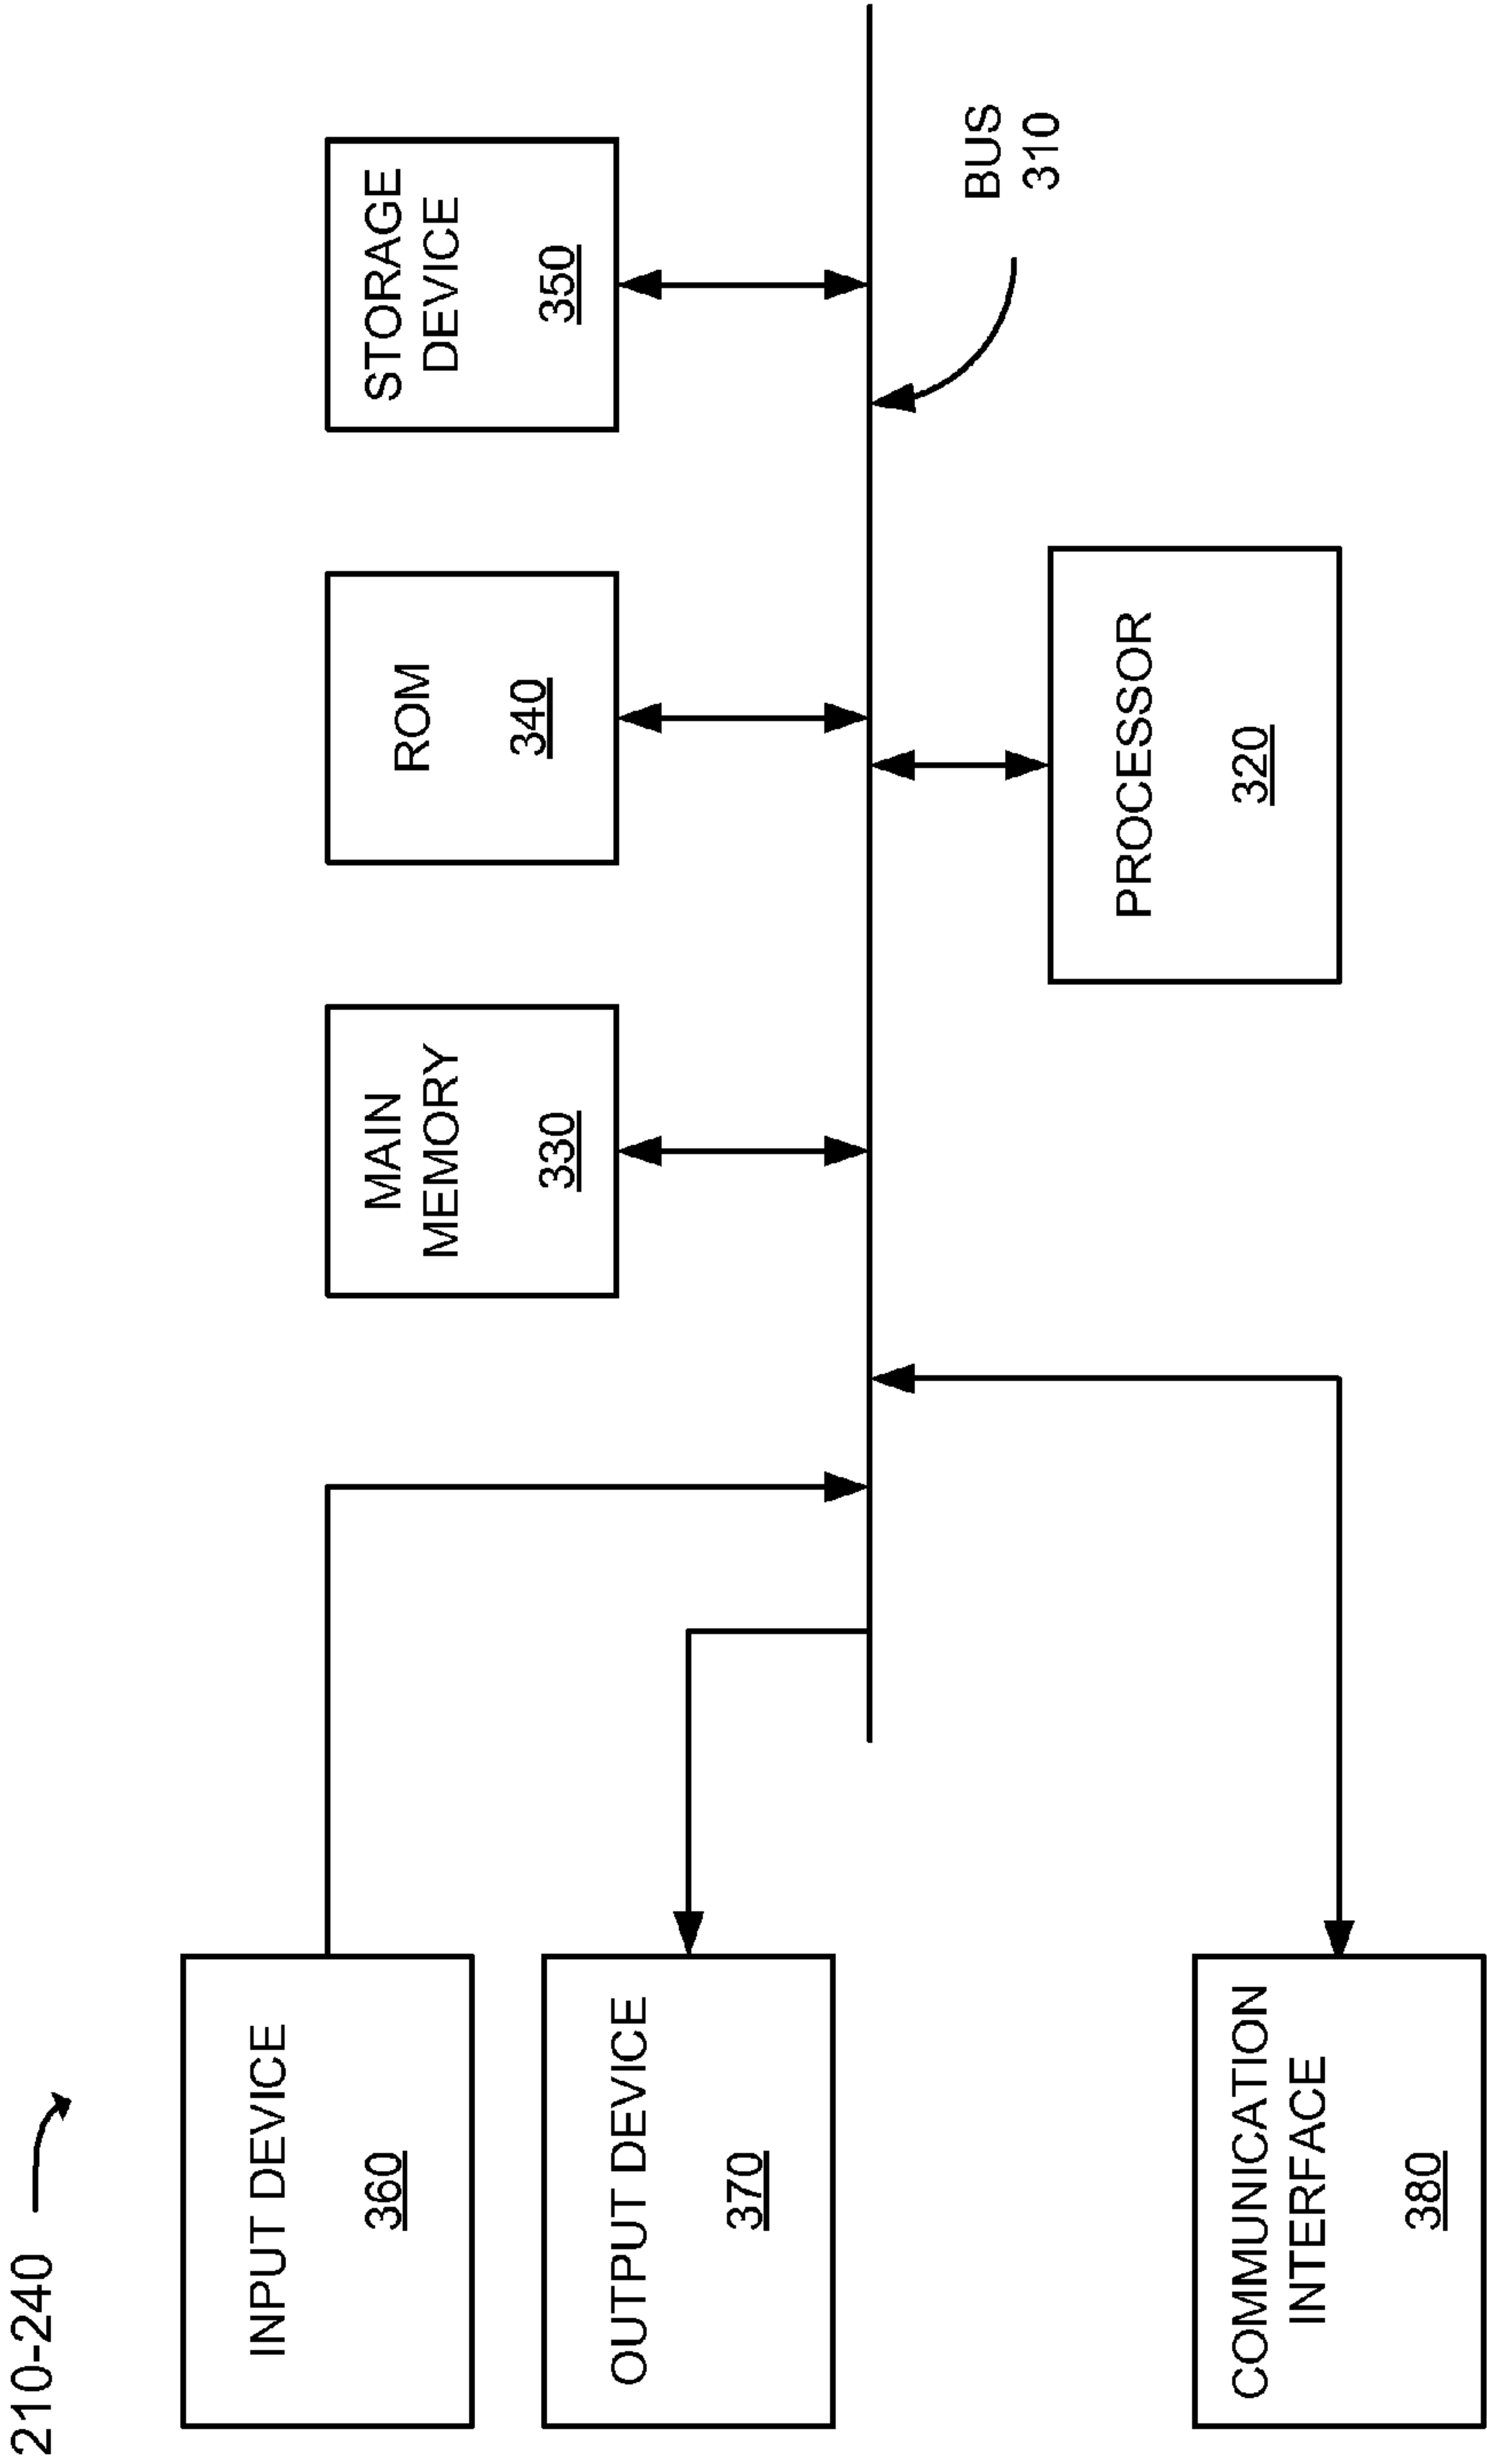 210-240
INPUT DEVICE
360
OUTPUT DEVICE
370
COMMUNICATION
INTERFACE
380
MAIN
MEMORY
330
ROM
340
STORAGE
DEVICE
350
PROCESSOR
320
BUS
310